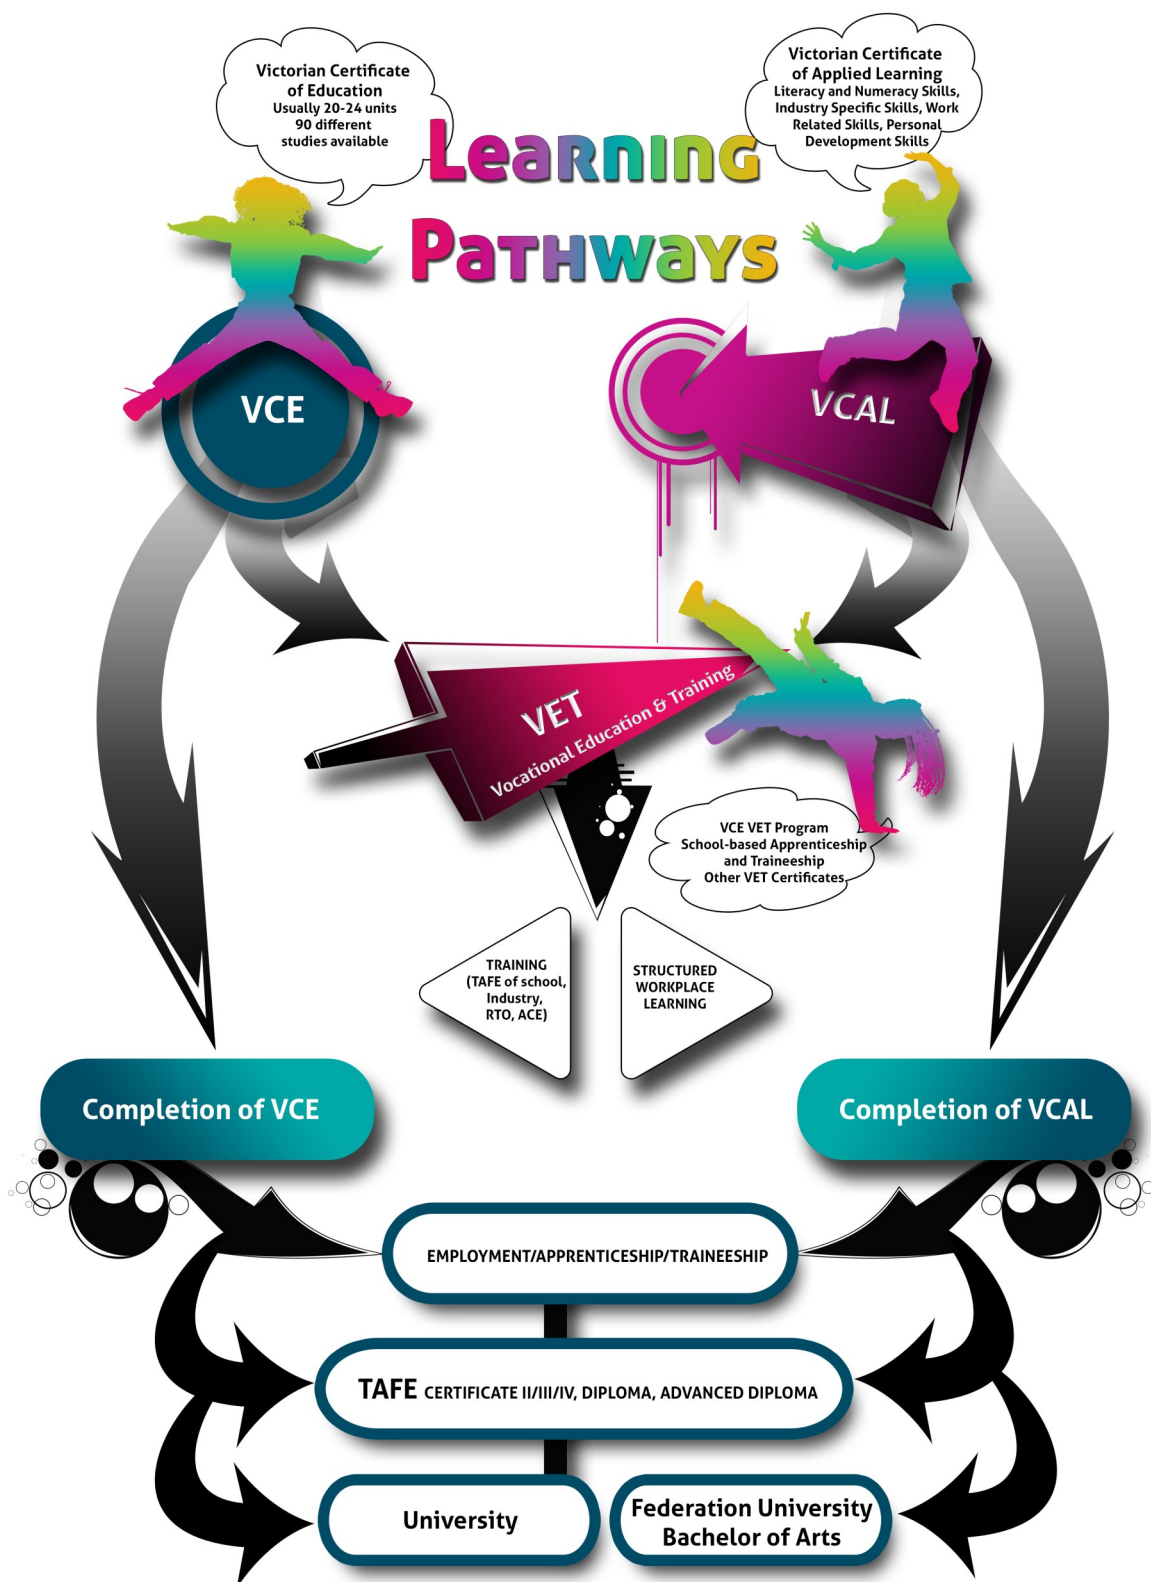 Victorian Certificate
of Education
Usually 20-24 units
90 different
studies available
Victorian Certificate
of Applied Learning
Literacy and Numeracy Skills,
Industry Specific Skills, Work
Related Skills, Personal
Development Skills
Learning
Pathways
VCE
VCAL
VET
Vocational Education & Training
VCE VET Program
School-based Apprenticeship
and Traineeship
Other VET Certificates
TRAINING
(TAFE of school,
Industry,
RTO, ACE)
STRUCTURED
WORKPLACE
LEARNING
Completion of VCE
Completion of VCAL
EMPLOYMENT/APPRENTICESHIP/TRAINEESHIP
TAFE CERTIFICATE II/III/IV, DIPLOMA, ADVANCED DIPLOMA
University
Federation University
Bachelor of Arts